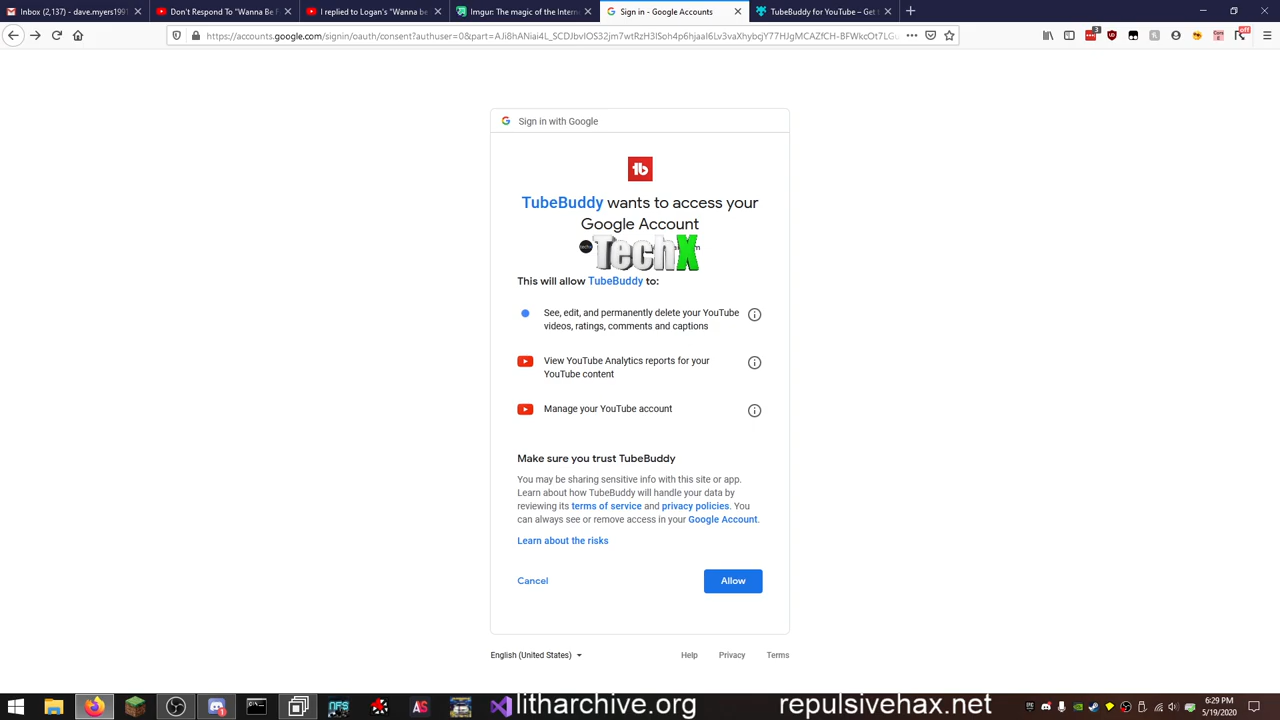 Inbox (2,137) - dave.myers1991
Don't Respond To "Wanna Be F
I replied to Logan's "Wanna be
Imgur: The magic of the Intern
Sign in - Google Accounts
TubeBuddy for YouTube – Get t
Sign in with Google
TubeBuddy wants to access your
Google Account
TechX
This will allow TubeBuddy to:
See, edit, and permanently delete your YouTube
videos, ratings, comments and captions
View YouTube Analytics reports for your
YouTube content
Manage your YouTube account
Make sure you trust TubeBuddy
You may be sharing sensitive info with this site or app.
Learn about how TubeBuddy will handle your data by
reviewing its terms of service and privacy policies. You
can always see or remove access in your Google Account.
Learn about the risks
Cancel
Allow
English (United States)
Help
Privacy
Terms
litharchive.org
repulsivehax.net
6:29 PM
5/19/2020